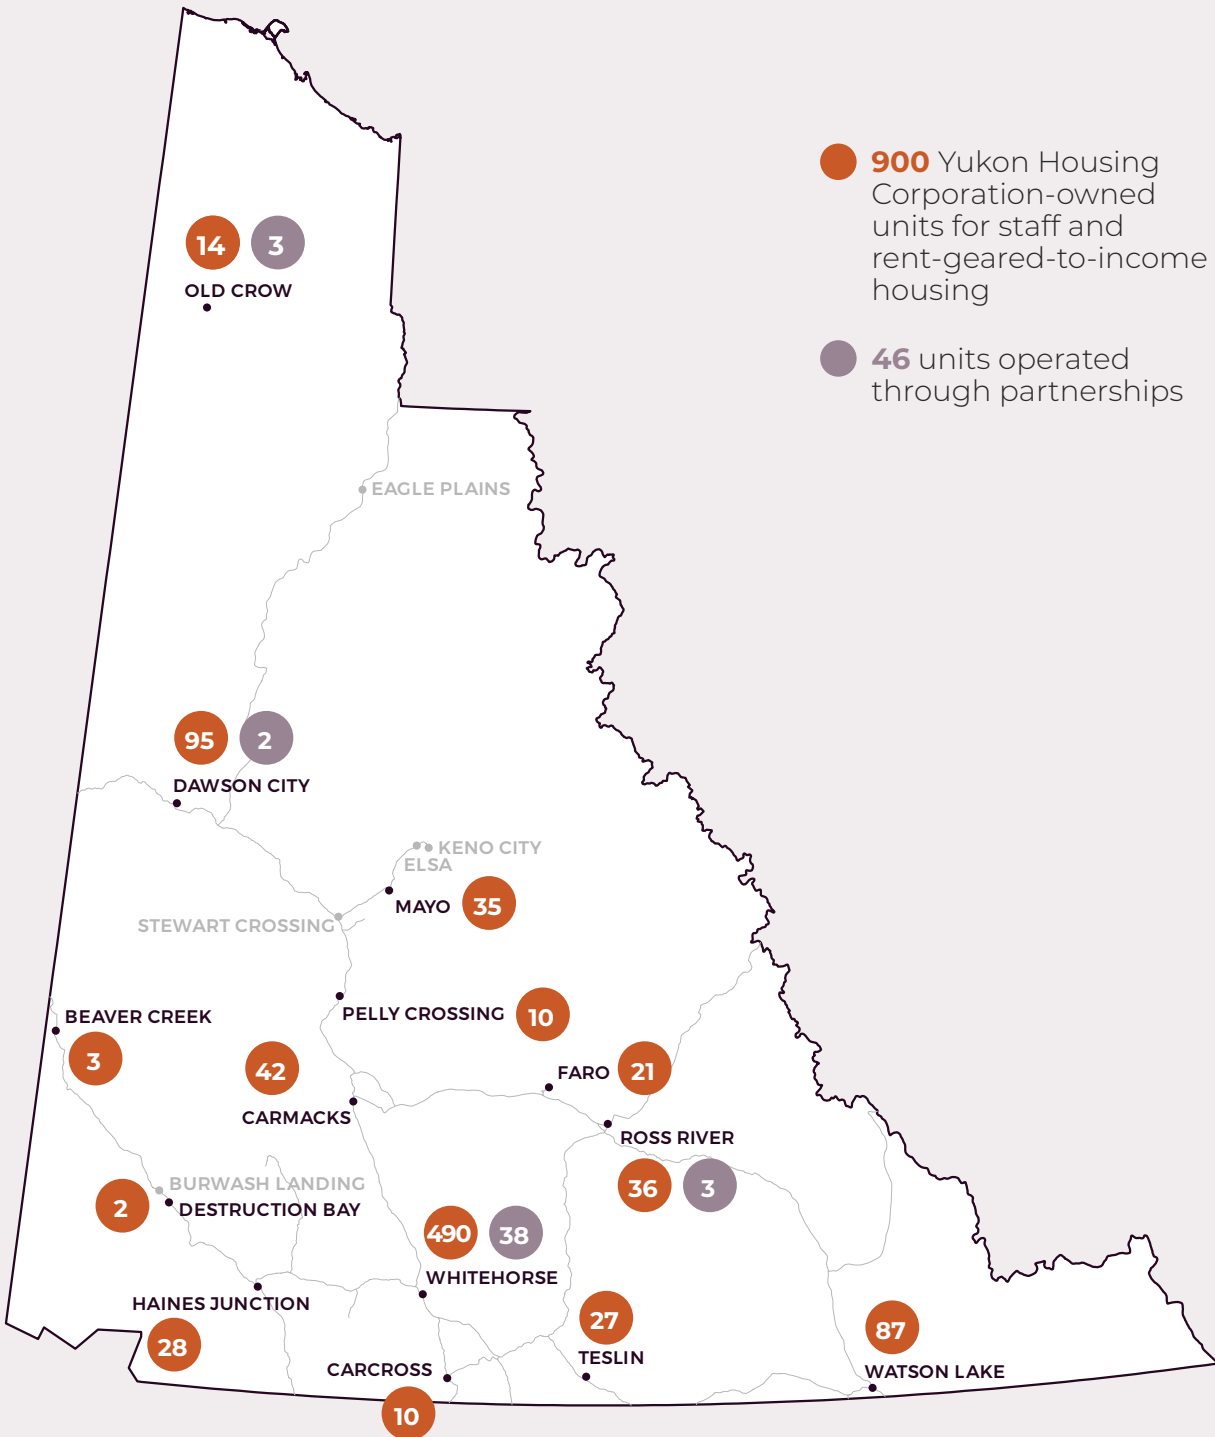 900 Yukon Housing
Corporation-owned
units for staff and
rent-geared-to-income
housing
46 units operated
through partnerships
14 3
OLD CROW
EAGLE PLAINS
95 2
DAWSON CITY
KENO CITY
ELSA
MAYO 35
STEWART CROSSING
PELLY CROSSING 10
BEAVER CREEK
3
42
CARMACKS
FARO 21
ROSS RIVER
36 3
BURWASH LANDING
2 DESTRUCTION BAY
490 38
WHITEHORSE
HAINES JUNCTION
28
27
TESLIN
87
WATSON LAKE
CARCROSS
10